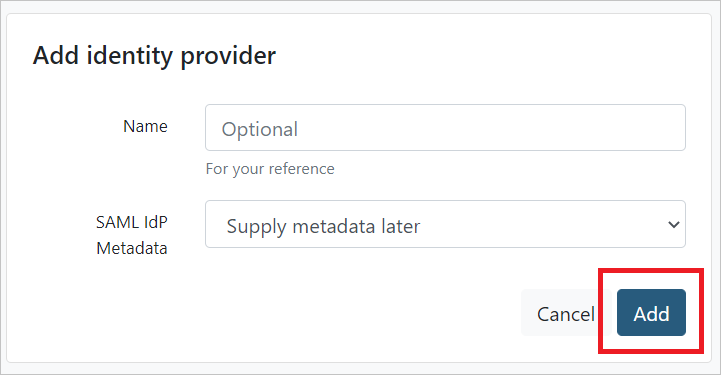 Add identity provider
Name
Optional
For your reference
SAML IdP
Metadata
Supply metadata later
Cancel
Add